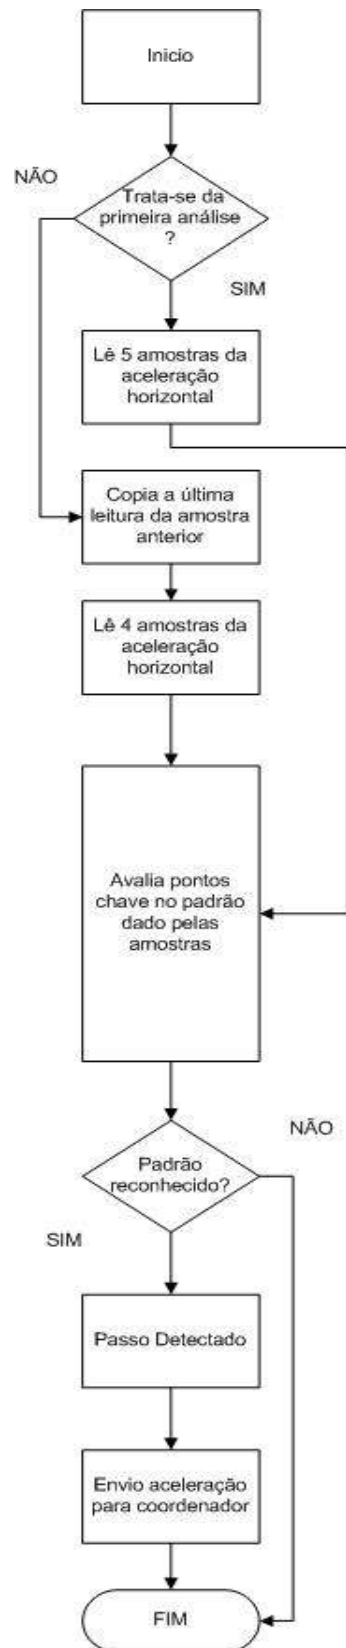 Inicio
NÃO
Trata-se da
primeira análise
?
SIM
Lê 5 amostras da
aceleração
horizontal
Copia a última
leitura da amostra
anterior
Lê 4 amostras da
aceleração
horizontal
Avalia pontos
chave no padrão
dado pelas
amostras
NÃO
Padrão
reconhecido?
SIM
Passo Detectado
Envio aceleração
para coordenador
FIM